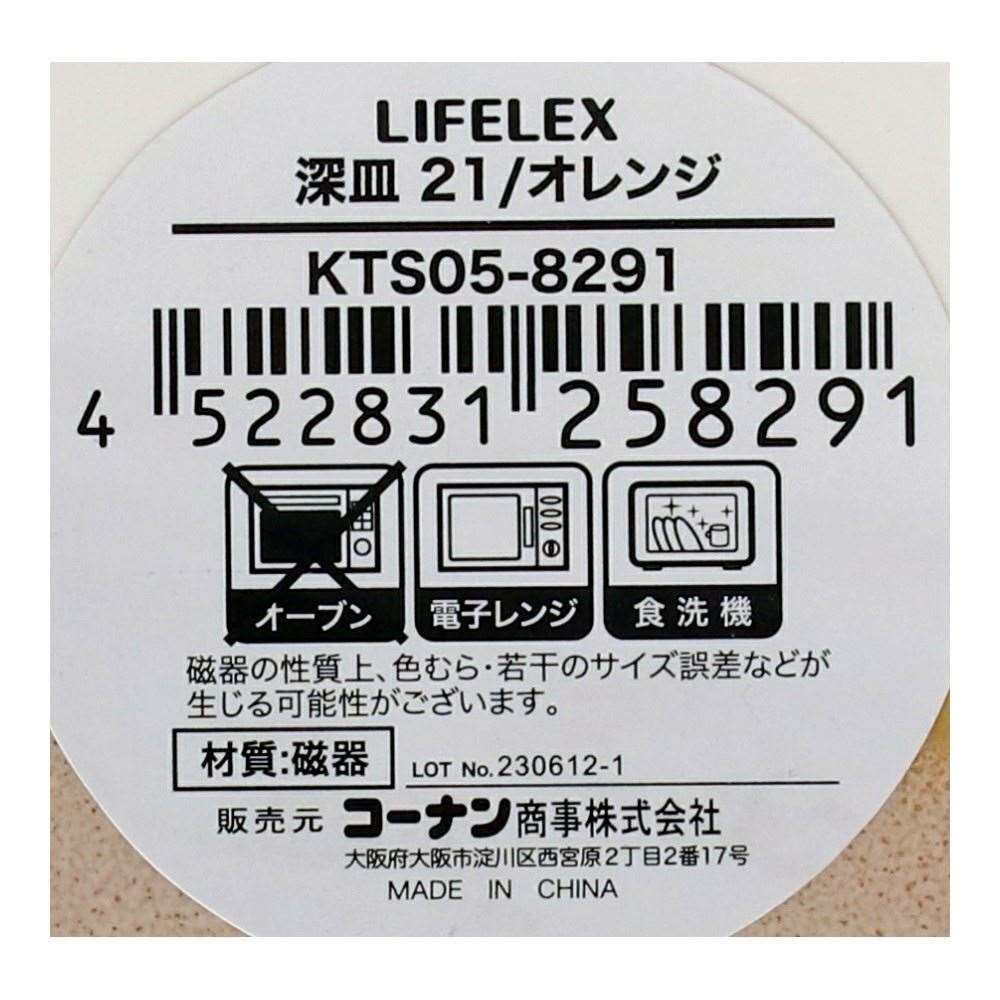 LIFELEX
深皿 21/オレンジ
KTS05-8291
4 522831 258291
オーブン 電子レンジ 食洗機
磁器の性質上、色むら・若干のサイズ誤差などが
生じる可能性がございます。
材質:磁器 LOT No. 230612-1
販売元 コーナン商事株式会社
大阪府大阪市淀川区西宮原2丁目2番17号
MADE IN CHINA